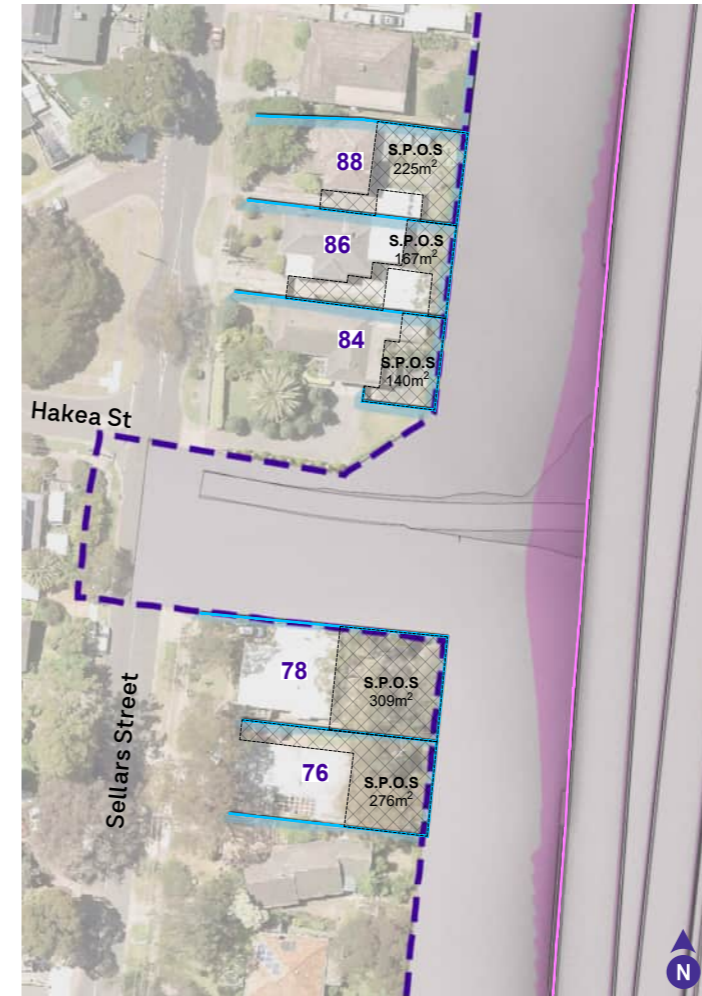 88
S.P.O.S
225m²
86
S.P.O.S
167m²
84
S.P.O.S
140m²
Hakea St
78
S.P.O.S
309m²
Sellars Street
76
S.P.O.S
276m²
N